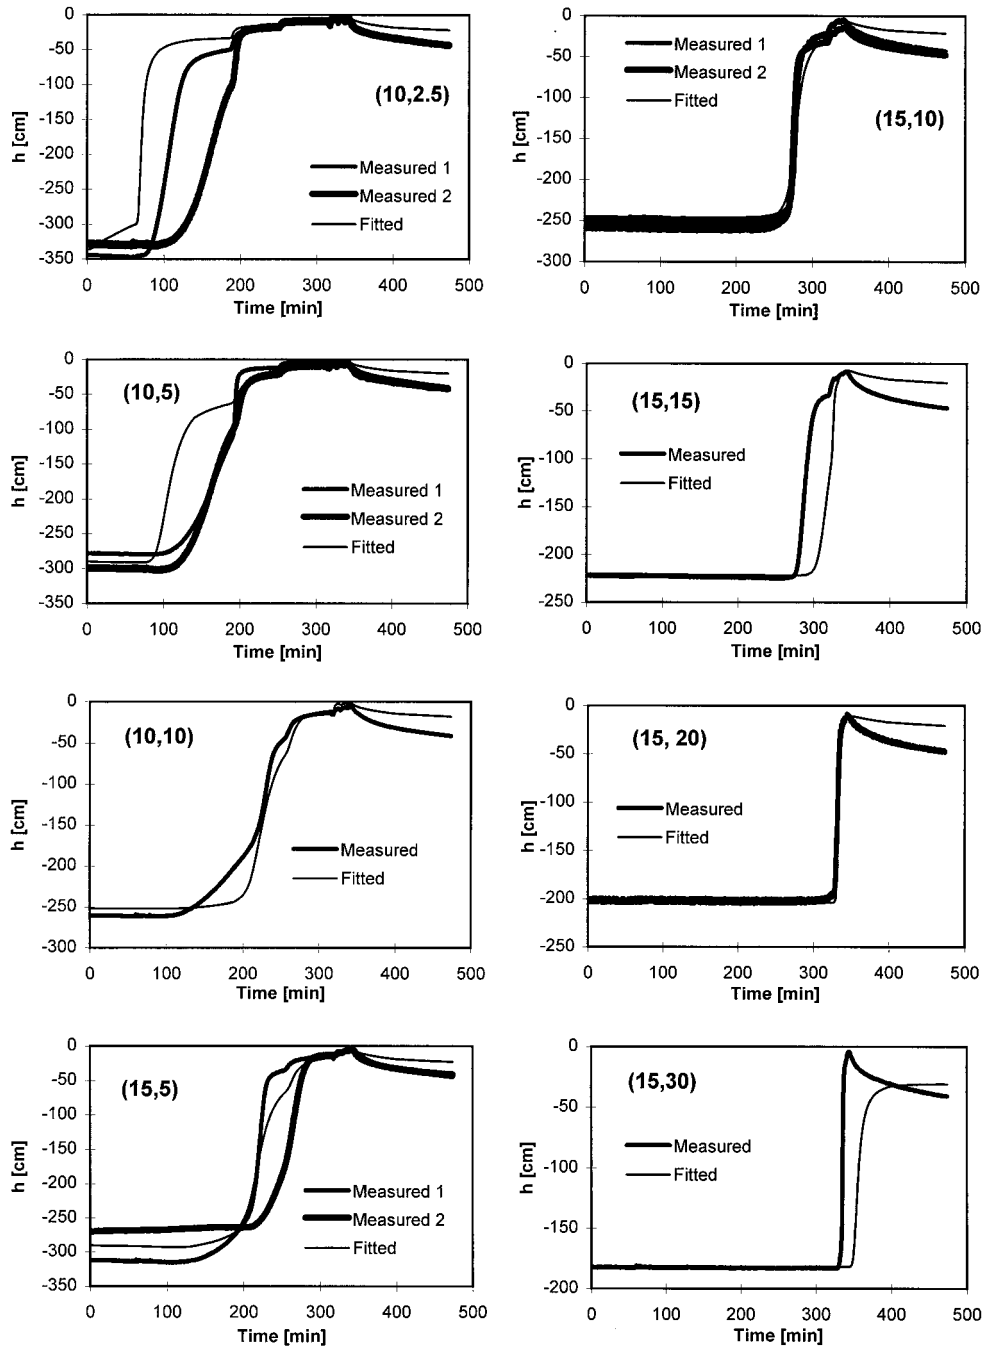 0
-50
-100
-150
-200
-250
-300
-350
h [cm]
(10,2.5)
Measured 1
Measured 2
Fitted
0 100 200 300 400 500
Time [min]
0
-50
-100
-150
-200
-250
-300
h [cm]
Measured 1
Measured 2
Fitted
(15,10)
0 100 200 300 400 500
Time [min]
0
-50
-100
-150
-200
-250
-300
-350
h [cm]
(10,5)
Measured 1
Measured 2
Fitted
0 100 200 300 400 500
Time [min]
0
-50
-100
-150
-200
-250
h [cm]
(15,15)
Measured
Fitted
0 100 200 300 400 500
Time [min]
0
-50
-100
-150
-200
-250
-300
h [cm]
(10,10)
Measured
Fitted
0 100 200 300 400 500
Time [min]
0
-50
-100
-150
-200
-250
h [cm]
(15, 20)
Measured
Fitted
0 100 200 300 400 500
Time [min]
0
-50
-100
-150
-200
-250
-300
-350
h [cm]
(15,5)
Measured 1
Measured 2
Fitted
0 100 200 300 400 500
Time [min]
0
-50
-100
-150
-200
h [cm]
(15,30)
Measured
Fitted
0 100 200 300 400 500
Time [min]